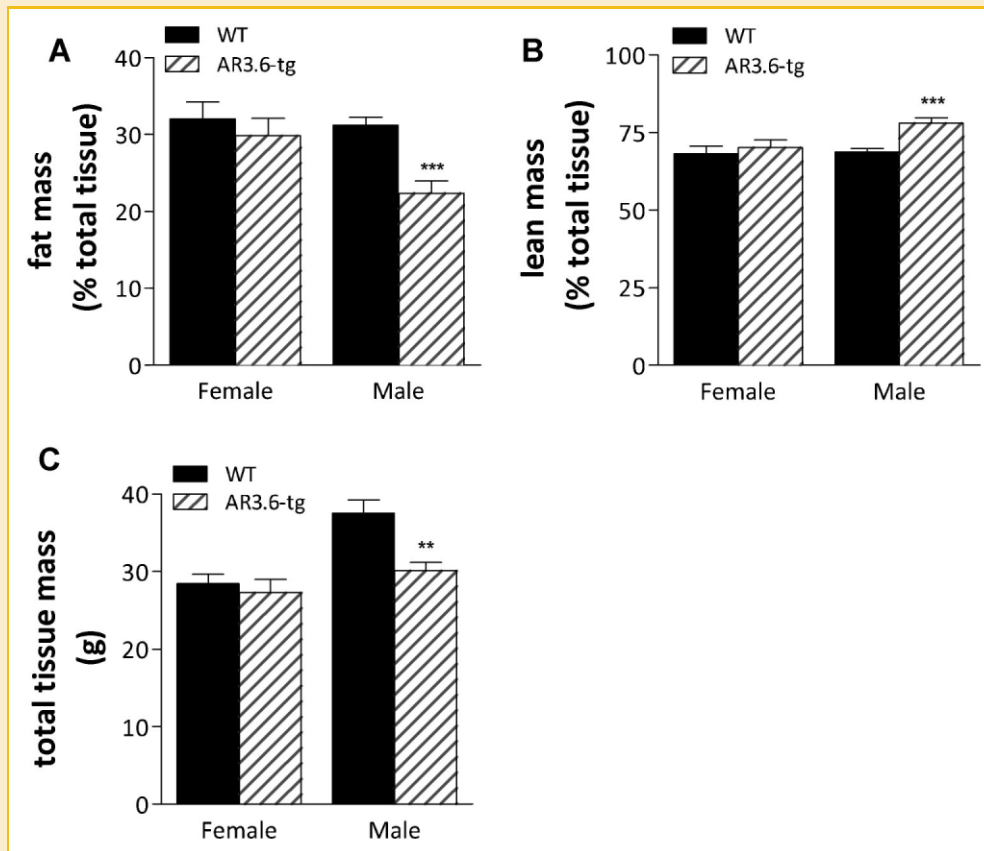 A
WT
AR3.6-tg
fat mass
(% total tissue)
40
30
20
10
0
***
Female
Male
B
WT
AR3.6-tg
lean mass
(% total tissue)
100
75
50
25
0
***
Female
Male
C
WT
AR3.6-tg
total tissue mass
(g)
40
30
20
10
0
**
Female
Male